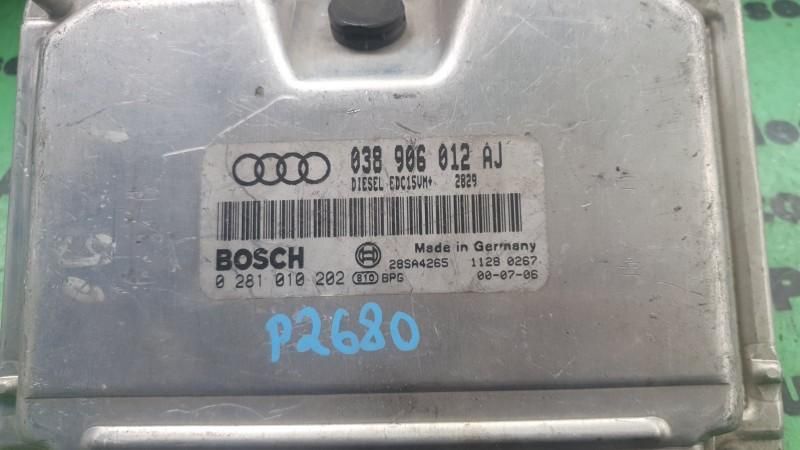 038 906 012 AJ
DIESEL EDC15VM+ 2829
BOSCH
Made in Germany
28SA4265 1128 0267
0 281 010 202 810 BPG 00-07-06
P2680